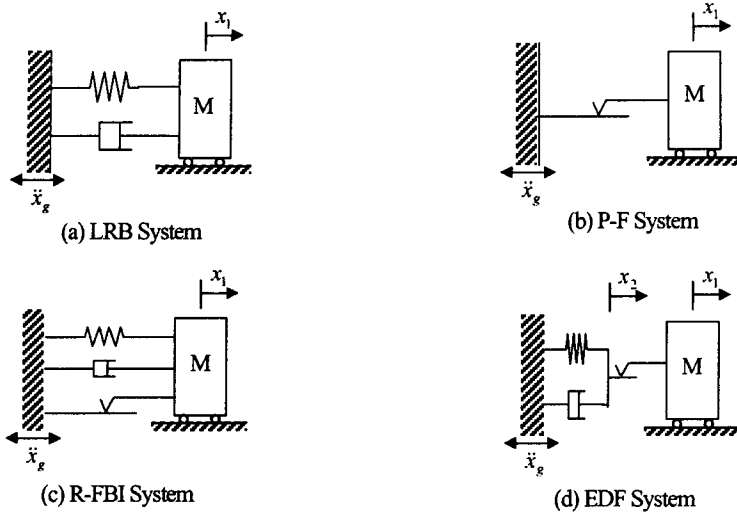 x₁
M
ẍg
(a) LRB System
x₁
M
ẍg
(b) P-F System
x₁
M
ẍg
(c) R-FBI System
x₂ x₁
M
ẍg
(d) EDF System